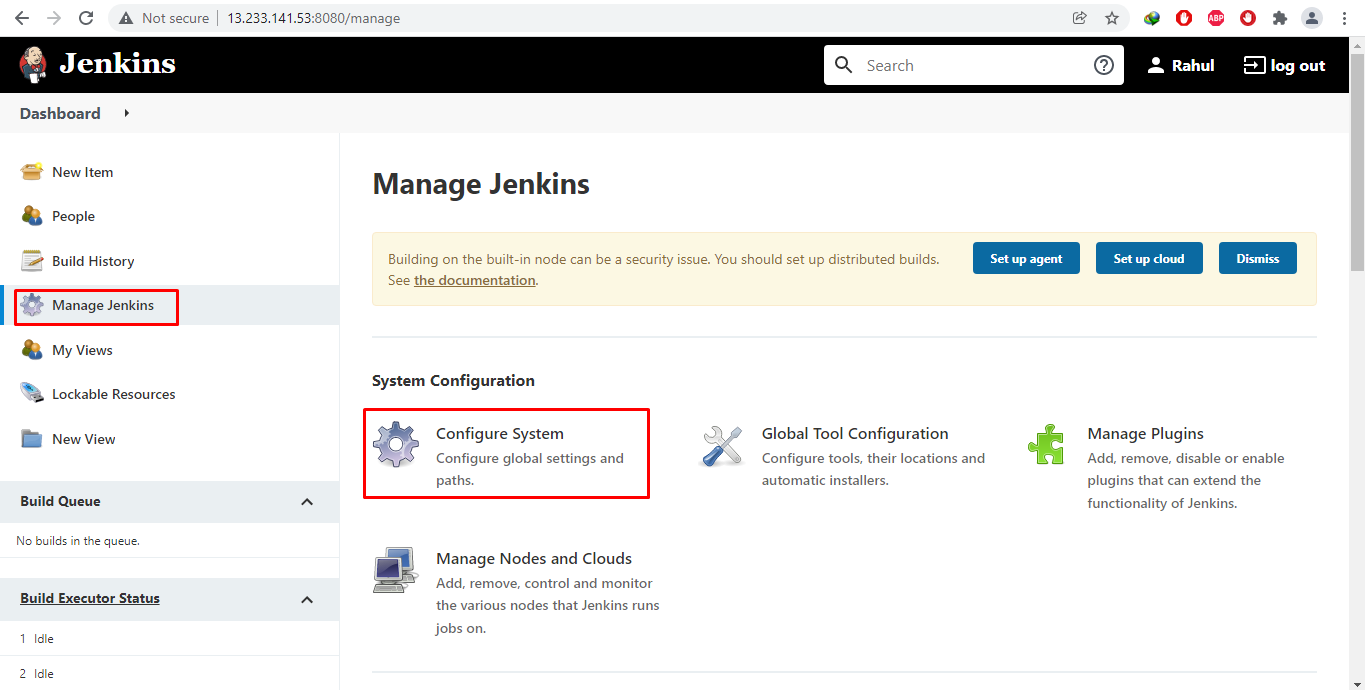 Not secure | 13.233.141.53:8080/manage
ABP
Jenkins
Search
Rahul
log out
Dashboard
New Item
People
Build History
Manage Jenkins
My Views
Lockable Resources
New View
Build Queue
No builds in the queue.
Build Executor Status
1 Idle
2 Idle
Manage Jenkins
Building on the built-in node can be a security issue. You should set up distributed builds.
See the documentation.
Set up agent
Set up cloud
Dismiss
System Configuration
Configure System
Configure global settings and
paths.
Global Tool Configuration
Configure tools, their locations and
automatic installers.
Manage Plugins
Add, remove, disable or enable
plugins that can extend the
functionality of Jenkins.
Manage Nodes and Clouds
Add, remove, control and monitor
the various nodes that Jenkins runs
jobs on.